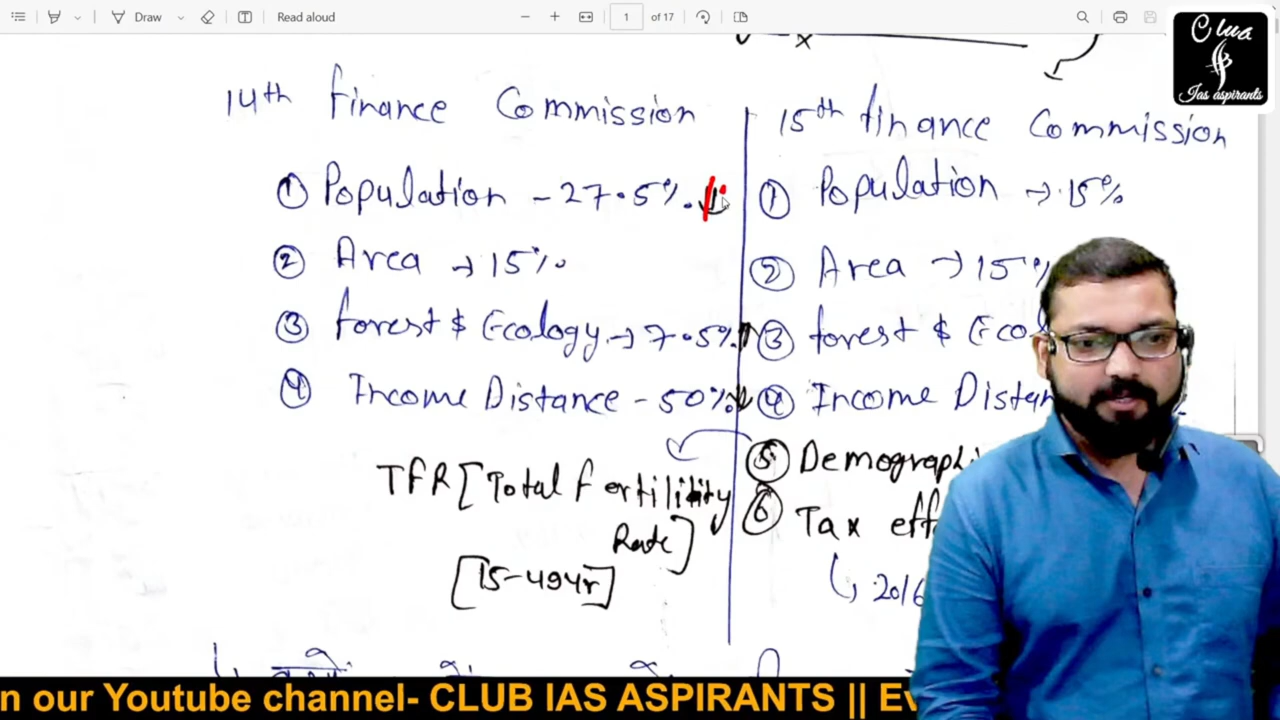 Draw
Read aloud
1
of 17
Clua
Ias aspirants
14th finance Commission
① Population - 27.5%.
② Area → 15%
③ forest & Ecology → 7.5%
④ Income Distance - 50%
TFR [Total fertility
Rate]
[15-49yr]
15th finance Commission
① Population → 15%
② Area → 15%
③ forest & Eco
④ Income Distan
⑤ Demographi
⑥ Tax eff
↳ 2016
n our Youtube channel- CLUB IAS ASPIRANTS || Ev